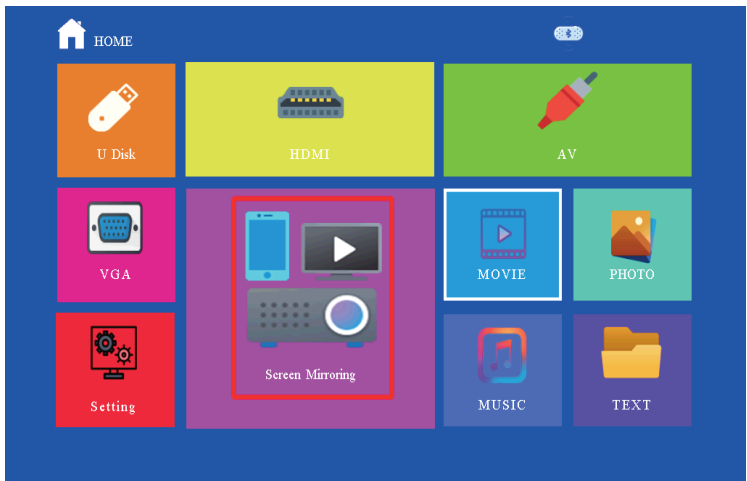 HOME
U Disk
HDMI
AV
VGA
Screen Mirroring
MOVIE
PHOTO
Setting
MUSIC
TEXT